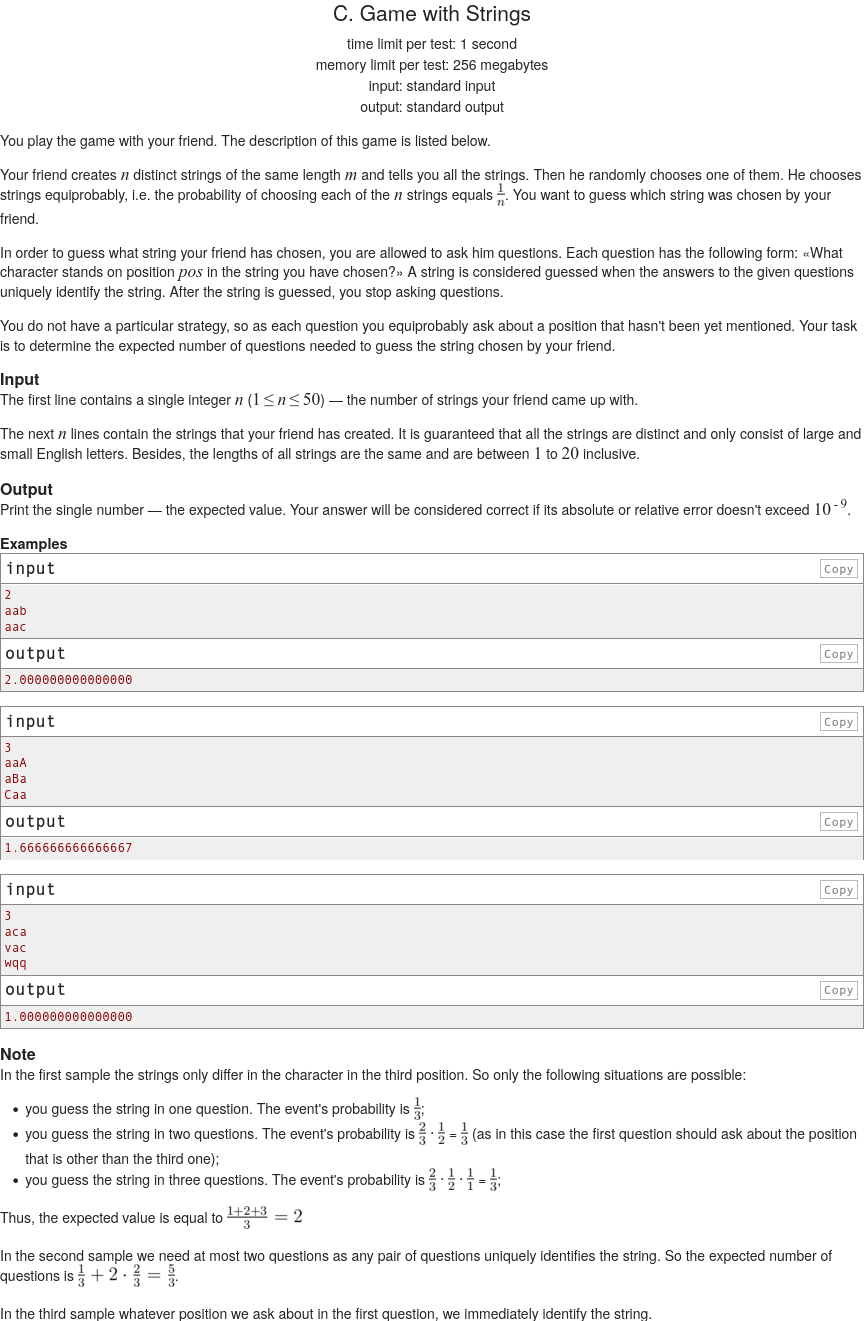 C. Game with Strings
time limit per test: 1 second
memory limit per test: 256 megabytes
input: standard input
output: standard output
You play the game with your friend. The description of this game is listed below.
Your friend creates n distinct strings of the same length m and tells you all the strings. Then he randomly chooses one of them. He chooses
strings equiprobably, i.e. the probability of choosing each of the n strings equals 1/n. You want to guess which string was chosen by your
friend.
In order to guess what string your friend has chosen, you are allowed to ask him questions. Each question has the following form: «What
character stands on position pos in the string you have chosen?» A string is considered guessed when the answers to the given questions
uniquely identify the string. After the string is guessed, you stop asking questions.
You do not have a particular strategy, so as each question you equiprobably ask about a position that hasn't been yet mentioned. Your task
is to determine the expected number of questions needed to guess the string chosen by your friend.
Input
The first line contains a single integer n (1 ≤ n ≤ 50) — the number of strings your friend came up with.
The next n lines contain the strings that your friend has created. It is guaranteed that all the strings are distinct and only consist of large and
small English letters. Besides, the lengths of all strings are the same and are between 1 to 20 inclusive.
Output
Print the single number — the expected value. Your answer will be considered correct if its absolute or relative error doesn't exceed 10^-9.
Examples
input Copy
2
aab
aac
output Copy
2.000000000000000
input Copy
3
aaA
aBa
Caa
output Copy
1.666666666666667
input Copy
3
aca
vac
wqq
output Copy
1.000000000000000
Note
In the first sample the strings only differ in the character in the third position. So only the following situations are possible:
• you guess the string in one question. The event's probability is 1/3;
• you guess the string in two questions. The event's probability is 2/3 · 1/2 = 1/3 (as in this case the first question should ask about the position
that is other than the third one);
• you guess the string in three questions. The event's probability is 2/3 · 1/2 · 1/1 = 1/3;
Thus, the expected value is equal to (1+2+3)/3 = 2
In the second sample we need at most two questions as any pair of questions uniquely identifies the string. So the expected number of
questions is 1/3 + 2 · 2/3 = 5/3.
In the third sample whatever position we ask about in the first question, we immediately identify the string.